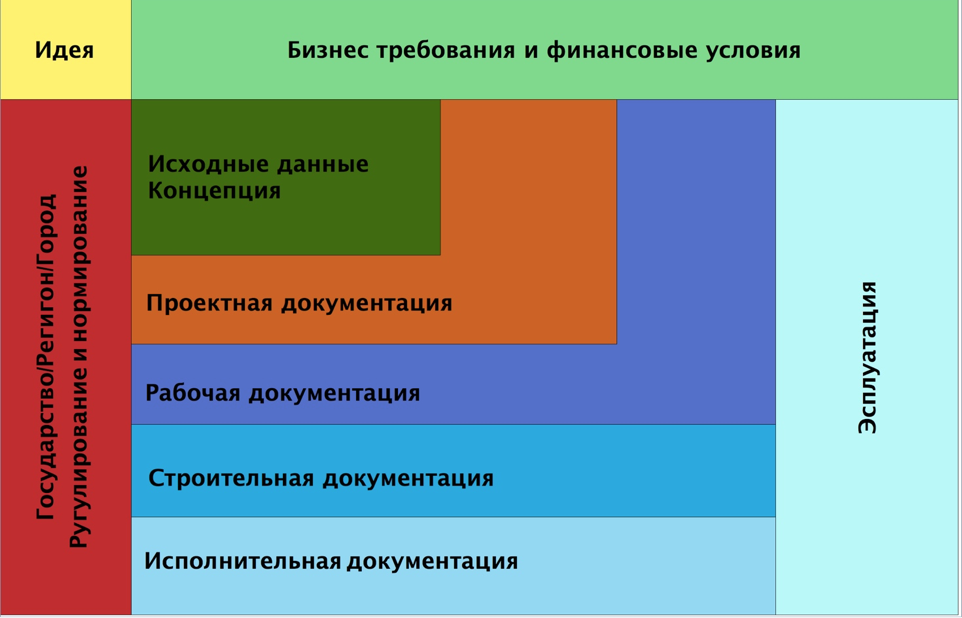 Идея
Бизнес требования и финансовые условия
Государство/Регигон/Город
Ругулирование и нормирование
Исходные данные
Концепция
Проектная документация
Рабочая документация
Строительная документация
Исполнительная документация
Эсплуатация